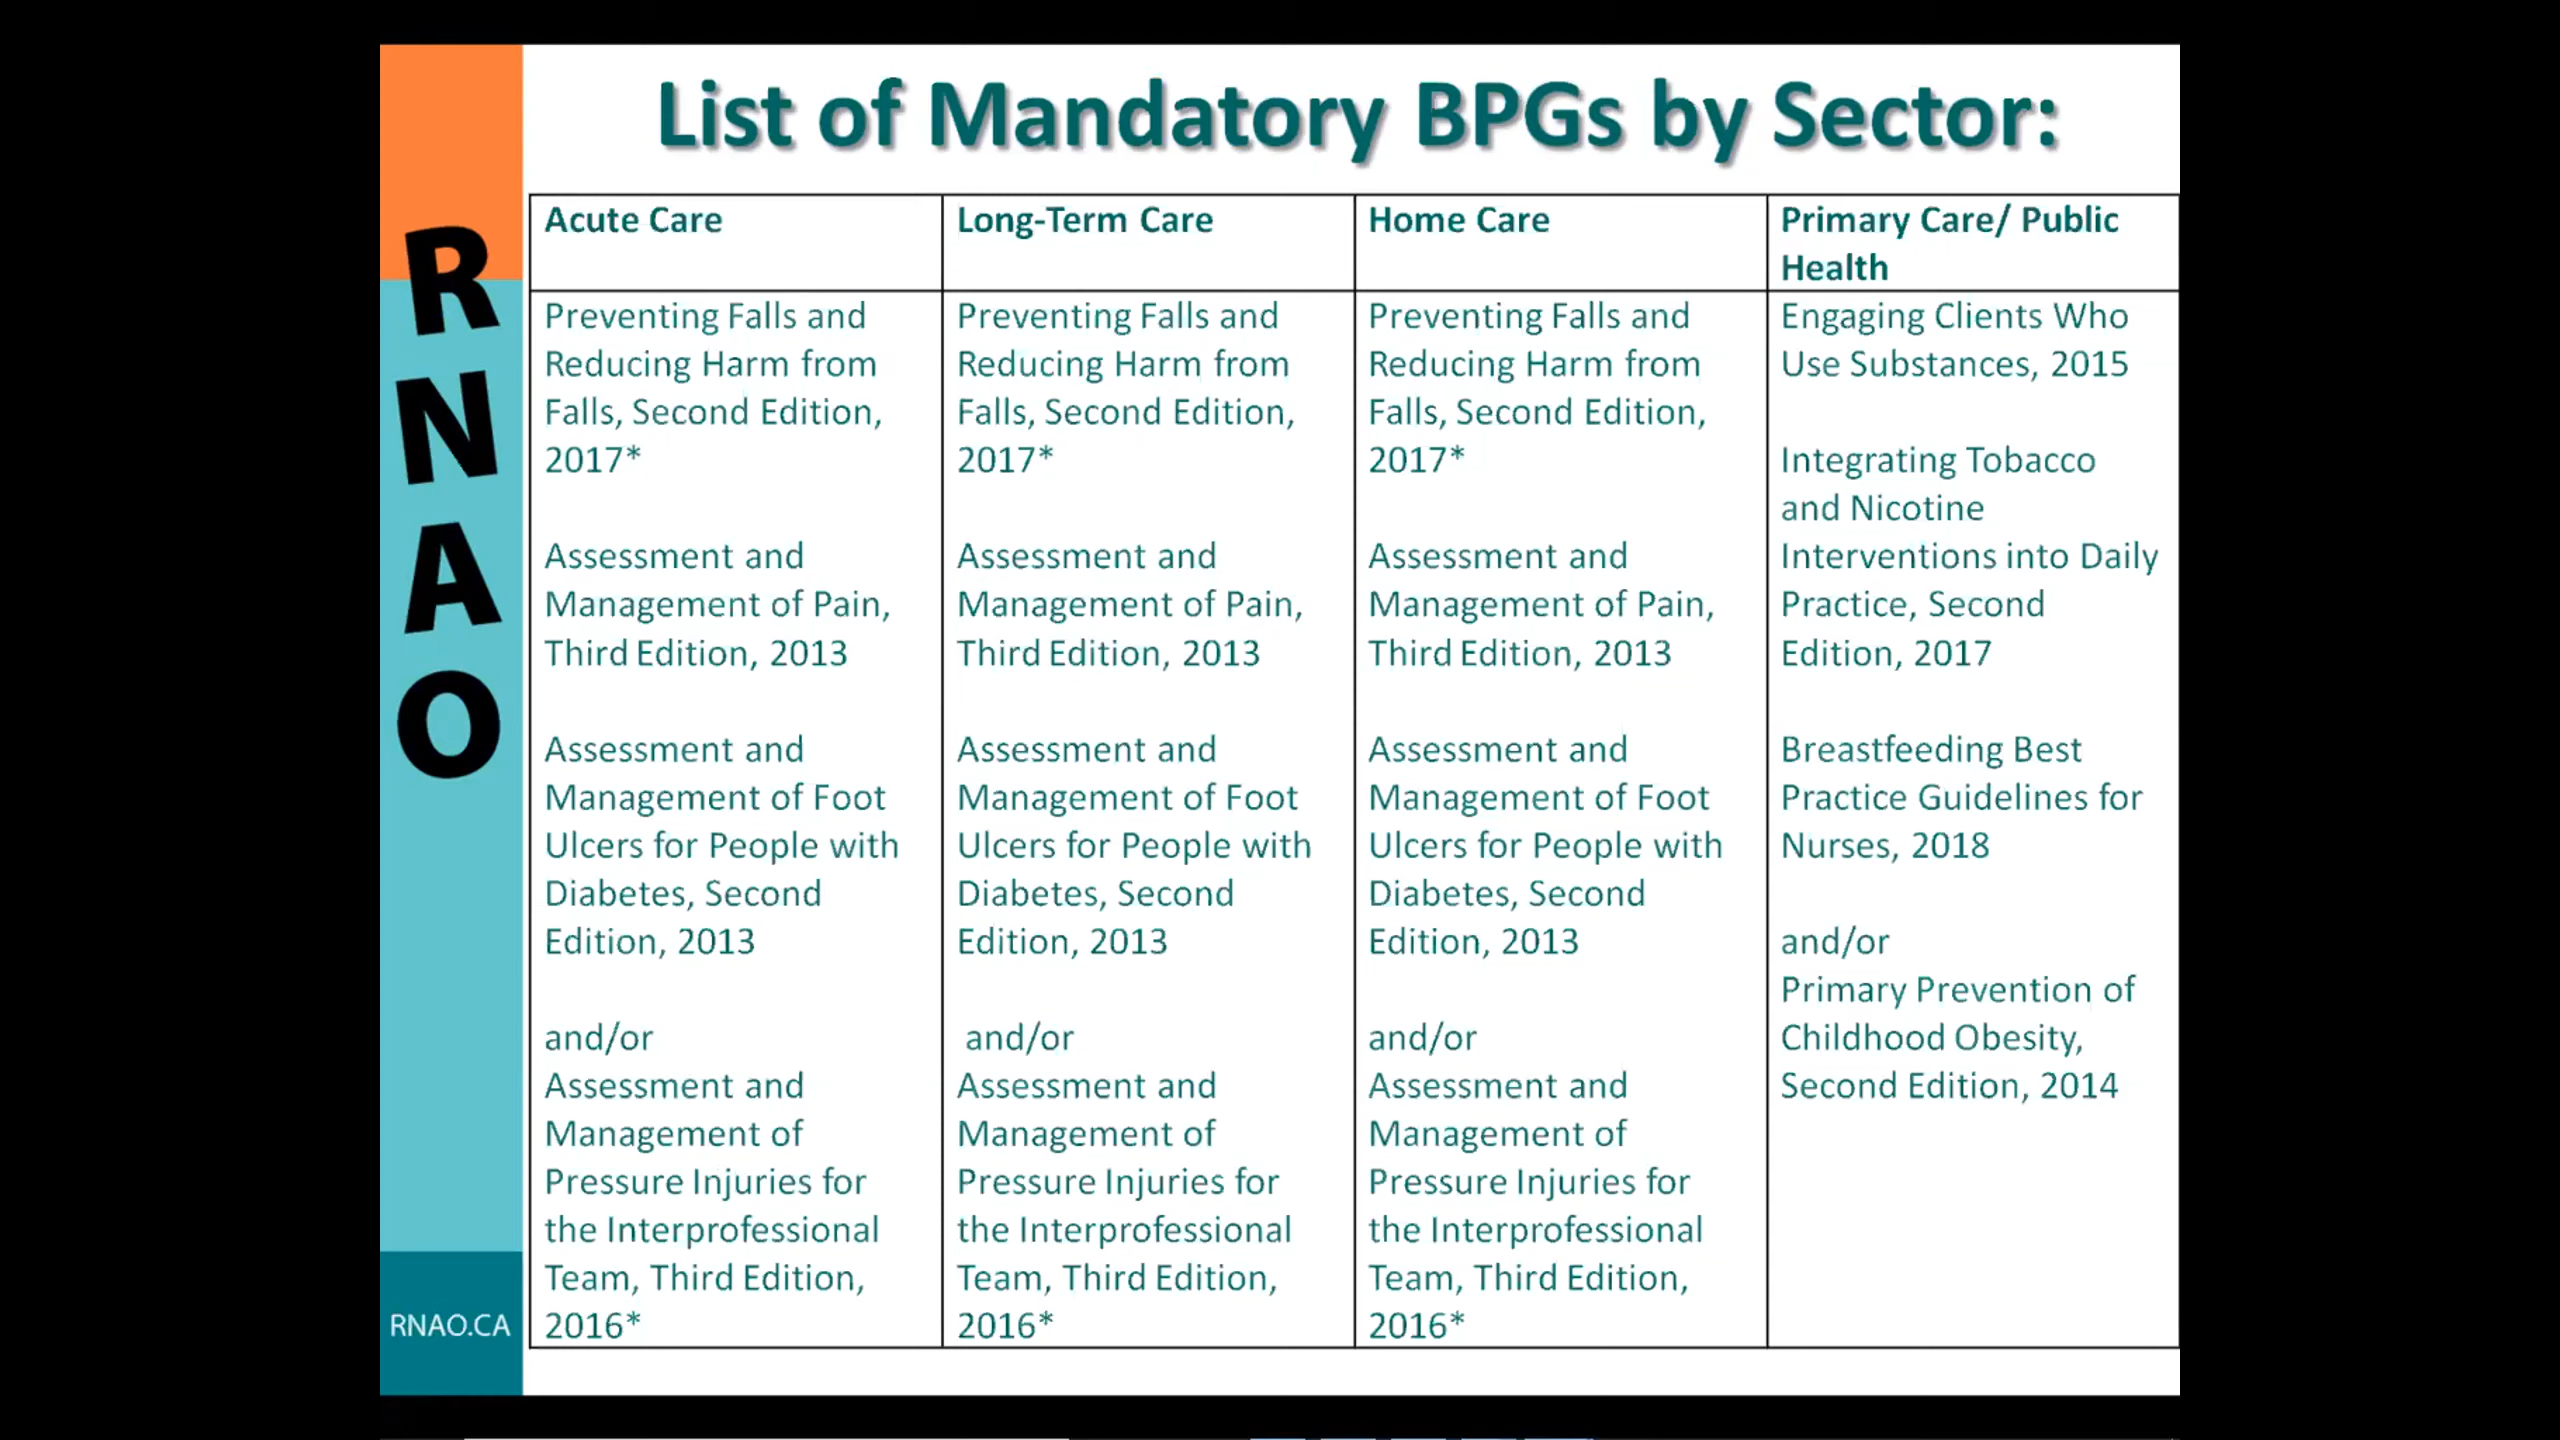 List of Mandatory BPGs by Sector:
R
N
A
O
RNAO.CA
Acute Care
Preventing Falls and
Reducing Harm from
Falls, Second Edition,
2017*
Assessment and
Management of Pain,
Third Edition, 2013
Assessment and
Management of Foot
Ulcers for People with
Diabetes, Second
Edition, 2013
and/or
Assessment and
Management of
Pressure Injuries for
the Interprofessional
Team, Third Edition,
2016*
Long-Term Care
Preventing Falls and
Reducing Harm from
Falls, Second Edition,
2017*
Assessment and
Management of Pain,
Third Edition, 2013
Assessment and
Management of Foot
Ulcers for People with
Diabetes, Second
Edition, 2013
and/or
Assessment and
Management of
Pressure Injuries for
the Interprofessional
Team, Third Edition,
2016*
Home Care
Preventing Falls and
Reducing Harm from
Falls, Second Edition,
2017*
Assessment and
Management of Pain,
Third Edition, 2013
Assessment and
Management of Foot
Ulcers for People with
Diabetes, Second
Edition, 2013
and/or
Assessment and
Management of
Pressure Injuries for
the Interprofessional
Team, Third Edition,
2016*
Primary Care/ Public
Health
Engaging Clients Who
Use Substances, 2015
Integrating Tobacco
and Nicotine
Interventions into Daily
Practice, Second
Edition, 2017
Breastfeeding Best
Practice Guidelines for
Nurses, 2018
and/or
Primary Prevention of
Childhood Obesity,
Second Edition, 2014